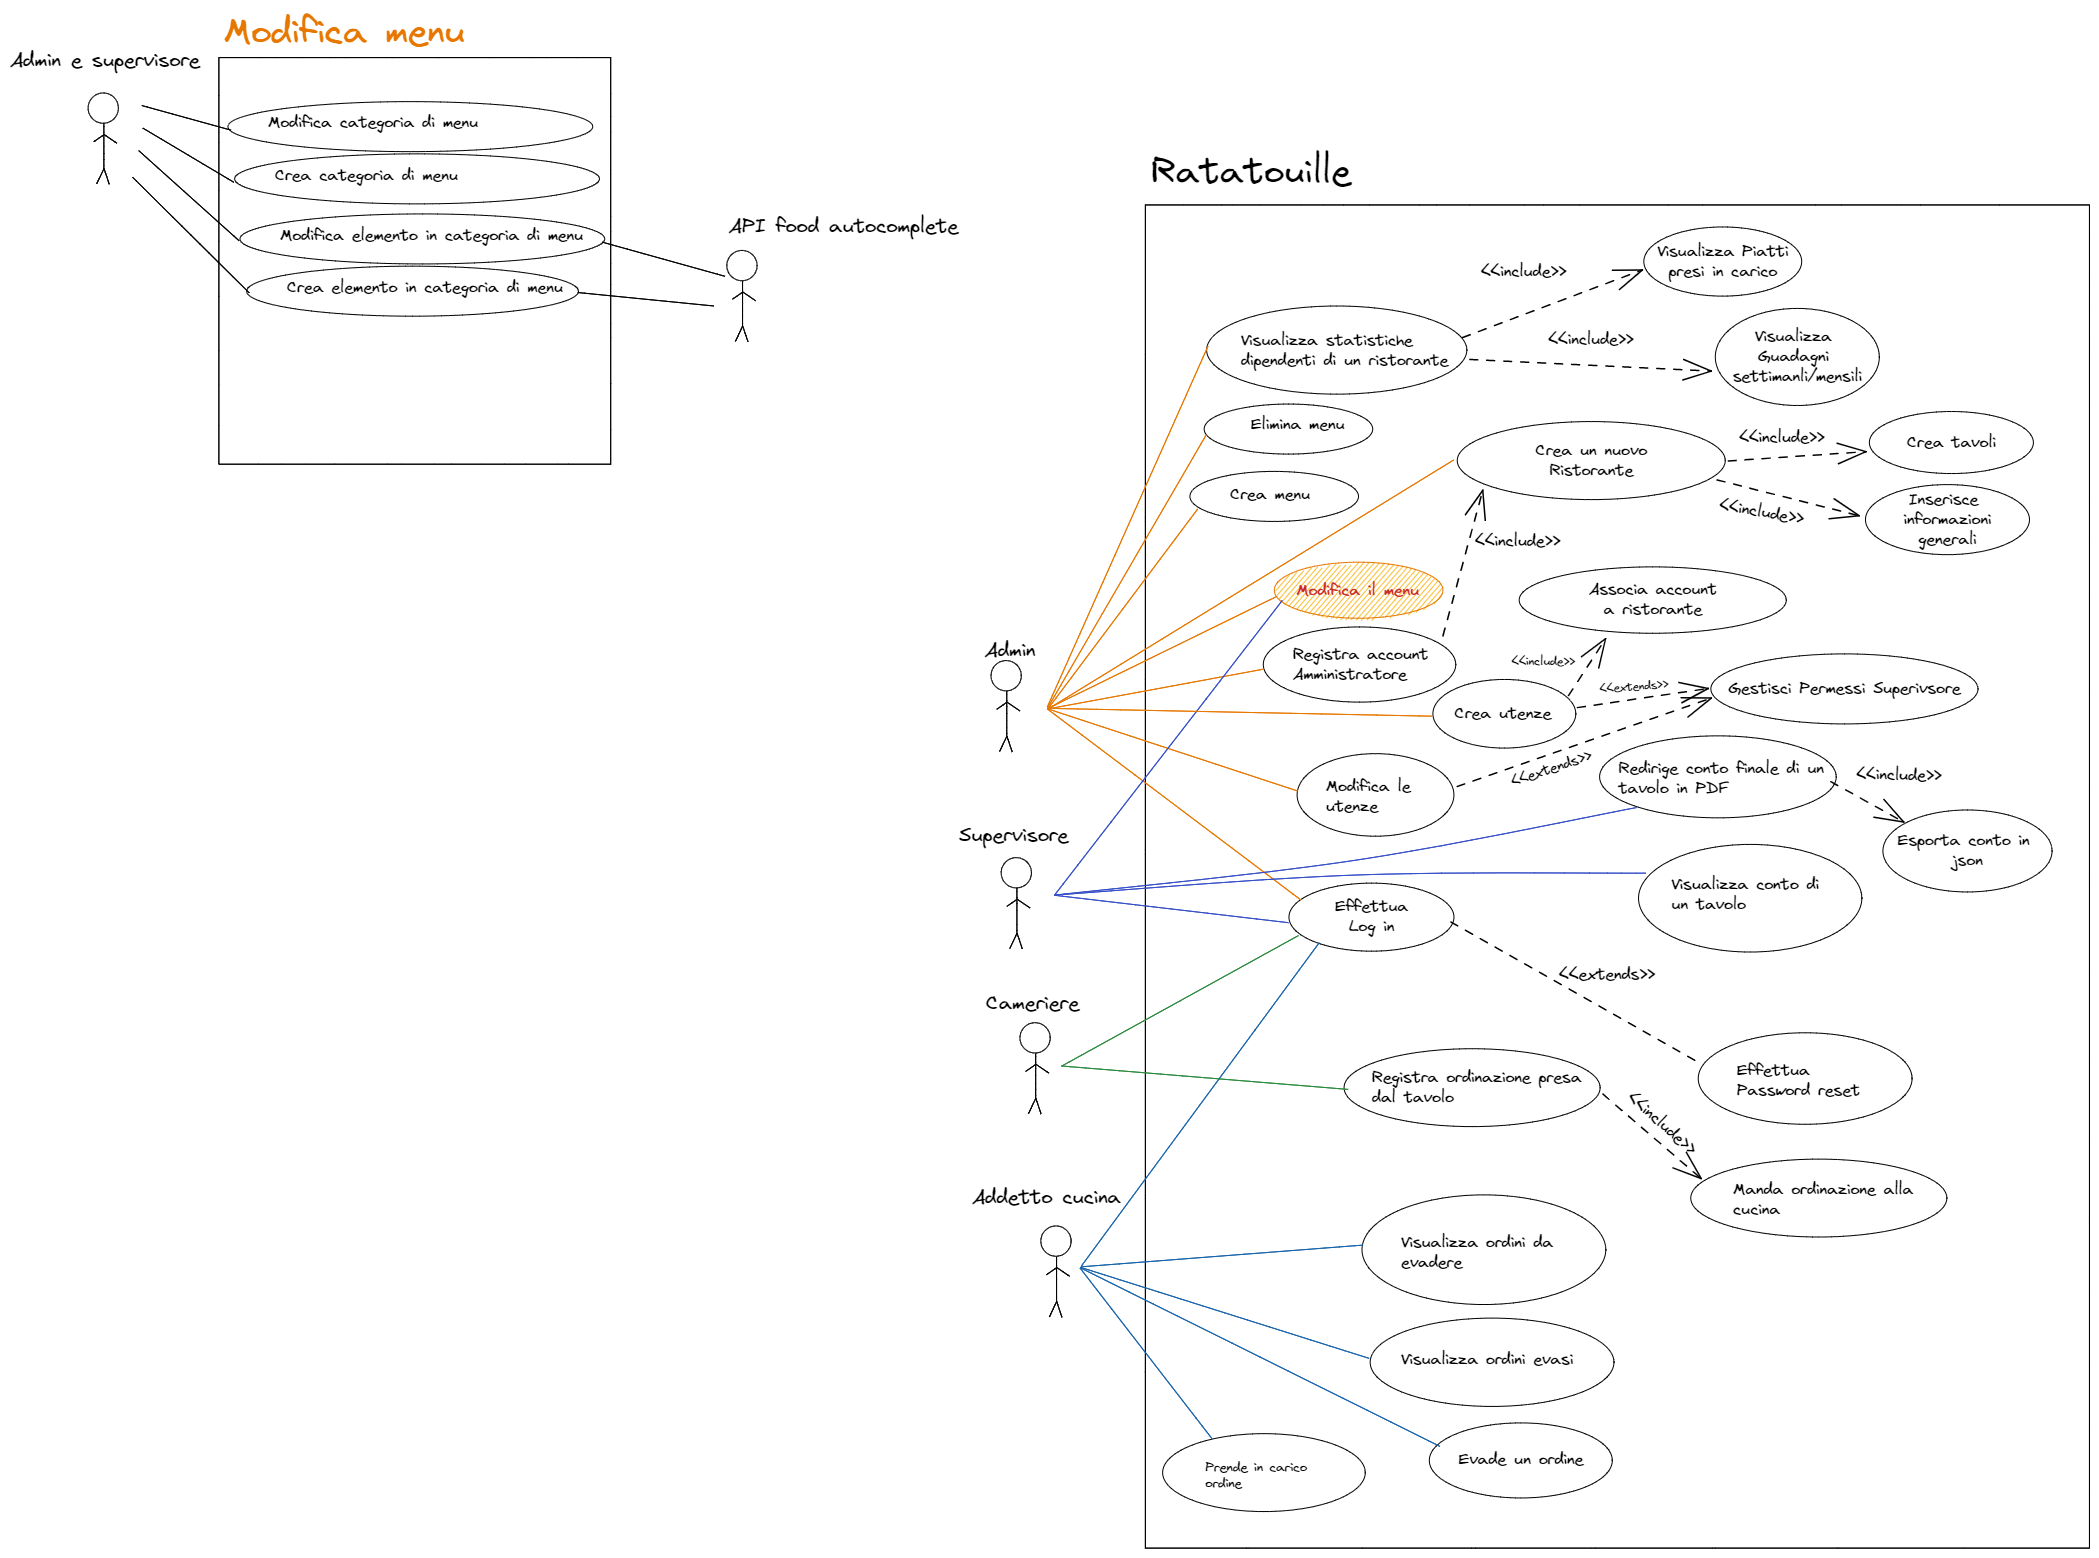 Modifica menu
Admin e supervisore
Modifica categoria di menu
Crea categoria di menu
Modifica elemento in categoria di menu
Crea elemento in categoria di menu
API food autocomplete
Ratatouille
Visualizza Piatti
presi in carico
<<include>>
Visualizza statistiche
dipendenti di un ristorante
<<include>>
Visualizza
Guadagni
settimanli/mensili
Elimina menu
Crea un nuovo
Ristorante
<<include>>
Crea tavoli
Crea menu
<<include>>
Inserisce
informazioni
generali
<<include>>
Modifica il menu
Associa account
a ristorante
Admin
Registra account
Amministratore
<<include>>
<<extends>>
Gestisci Permessi Superivsore
Crea utenze
Modifica le
utenze
<<extends>>
Redirige conto finale di un
tavolo in PDF
<<include>>
Supervisore
Esporta conto in
json
Visualizza conto di
un tavolo
Effettua
Log in
<<extends>>
Cameriere
Registra ordinazione presa
dal tavolo
Effettua
Password reset
<<include>>
Addetto cucina
Manda ordinazione alla
cucina
Visualizza ordini da
evadere
Visualizza ordini evasi
Evade un ordine
Prende in carico
ordine